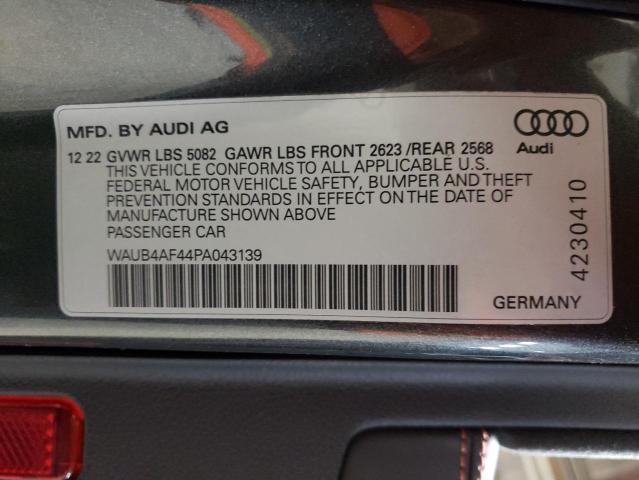 MFD. BY AUDI AG
12 22 GVWR LBS 5082 GAWR LBS FRONT 2623 /REAR 2568
THIS VEHICLE CONFORMS TO ALL APPLICABLE U.S.
FEDERAL MOTOR VEHICLE SAFETY, BUMPER AND THEFT
PREVENTION STANDARDS IN EFFECT ON THE DATE OF
MANUFACTURE SHOWN ABOVE
PASSENGER CAR
WAUB4AF44PA043139
Audi
4230410
GERMANY